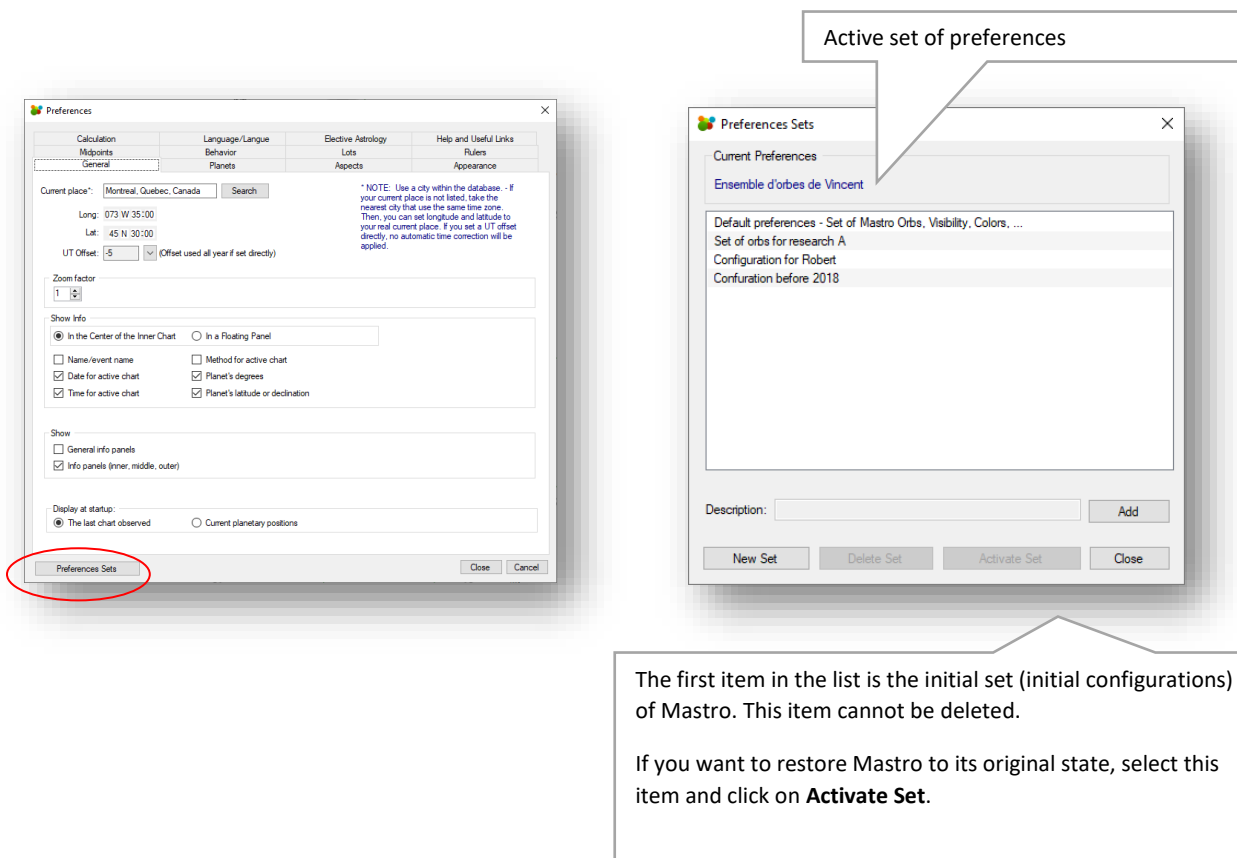 Active set of preferences
Preferences
Calculation Language/Langue Elective Astrology Help and Useful Links
Midpoints Behavior Lots Rulers
General Planets Aspects Appearance
Current place*: Montreal, Quebec, Canada Search
* NOTE: Use a city within the database. - If
your current place is not listed, take the
nearest city that use the same time zone.
Then, you can set longtude and latitude to
your real current place. If you set a UT offset
directly, no automatic time correction will be
applied.
Long: 073 W 35:00
Lat: 45 N 30:00
UT Offset: -5 (Offset used all year if set directly)
Zoom factor
1
Show Info
In the Center of the Inner Chart In a Floating Panel
Name/event name Method for active chart
Date for active chart Planet's degrees
Time for active chart Planet's latitude or declination
Show
General info panels
Info panels (inner, middle, outer)
Display at startup:
The last chart observed Current planetary positions
Preferences Sets Close Cancel
Preferences Sets
Current Preferences
Ensemble d'orbes de Vincent
Default preferences - Set of Mastro Orbs, Visibility, Colors, ...
Set of orbs for research A
Configuration for Robert
Confuration before 2018
Description: Add
New Set Delete Set Activate Set Close
The first item in the list is the initial set (initial configurations)
of Mastro. This item cannot be deleted.
If you want to restore Mastro to its original state, select this
item and click on Activate Set.